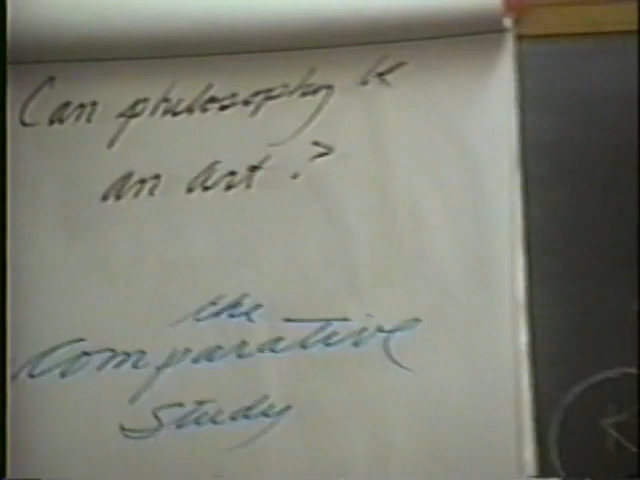 Can philosophy be
an art?
the
comparative
study